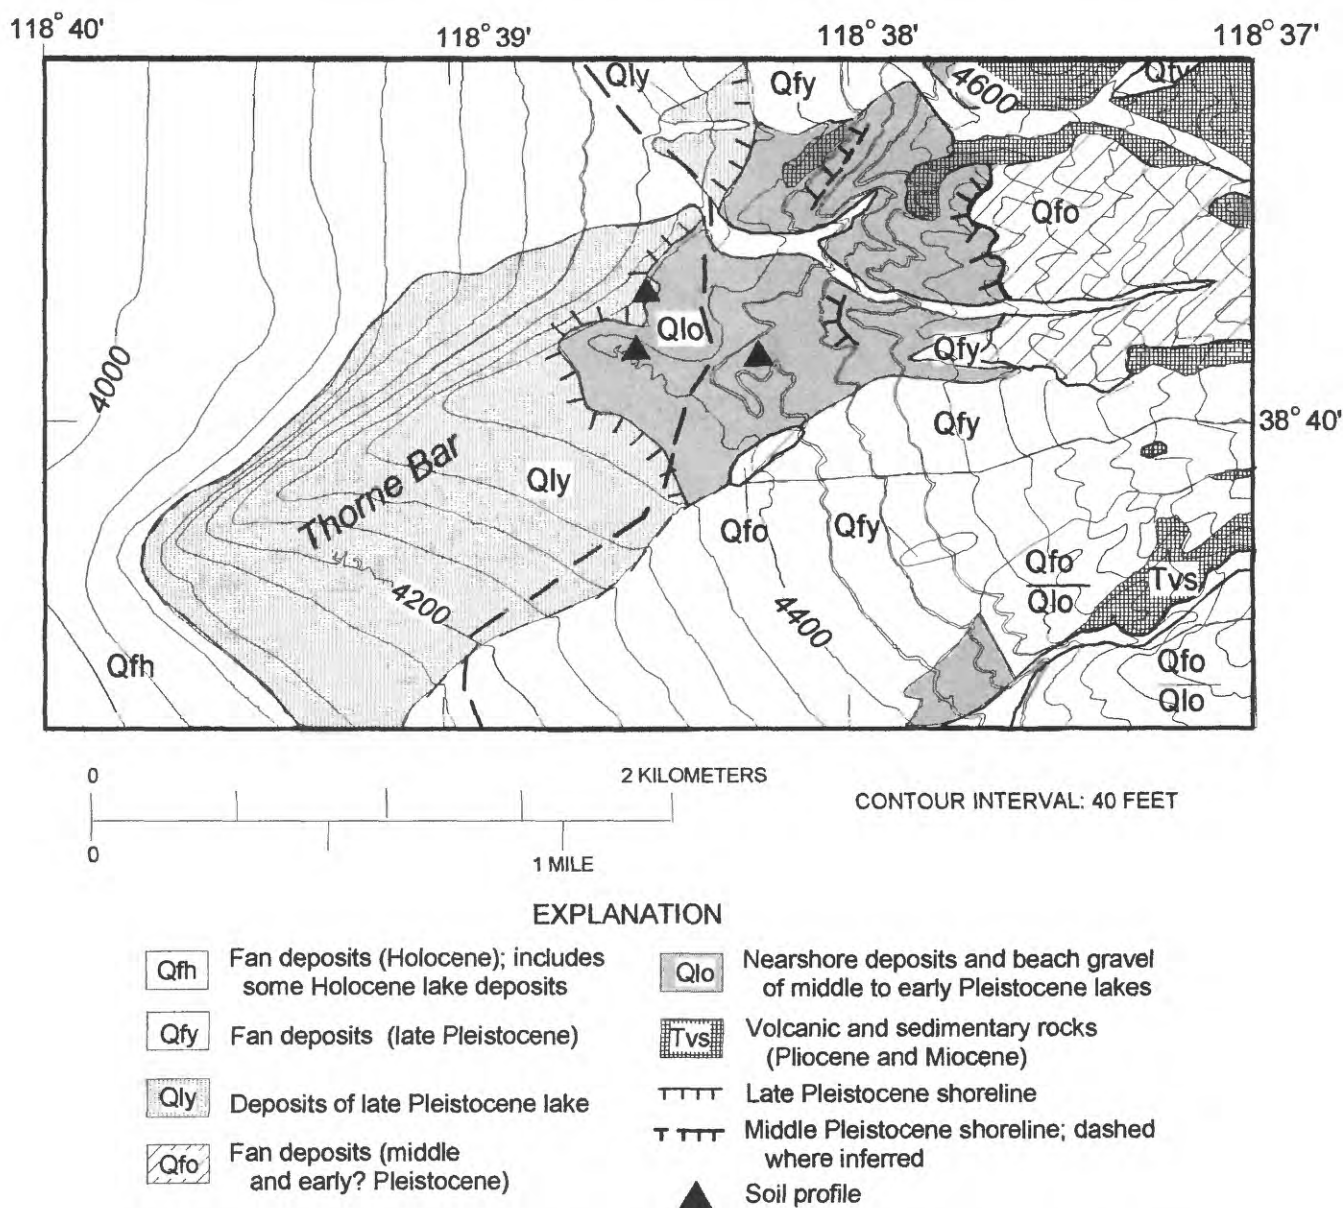 118° 40'
118° 39'
118° 38'
118° 37'
Qly
Qfy
4600
Qfy
Qfo
4000
Qlo
Qfy
38° 40'
Qfy
Thorne Bar
Qly
Qfo
Qfy
Qfo
Qlo
Tvs
4200
4400
Qfh
Qfo
Qlo
0
2 KILOMETERS
CONTOUR INTERVAL: 40 FEET
0
1 MILE
EXPLANATION
Qfh
Fan deposits (Holocene); includes
some Holocene lake deposits
Qfy
Fan deposits (late Pleistocene)
Qly
Deposits of late Pleistocene lake
Qfo
Fan deposits (middle
and early? Pleistocene)
Qlo
Nearshore deposits and beach gravel
of middle to early Pleistocene lakes
Tvs
Volcanic and sedimentary rocks
(Pliocene and Miocene)
Late Pleistocene shoreline
Middle Pleistocene shoreline; dashed
where inferred
Soil profile